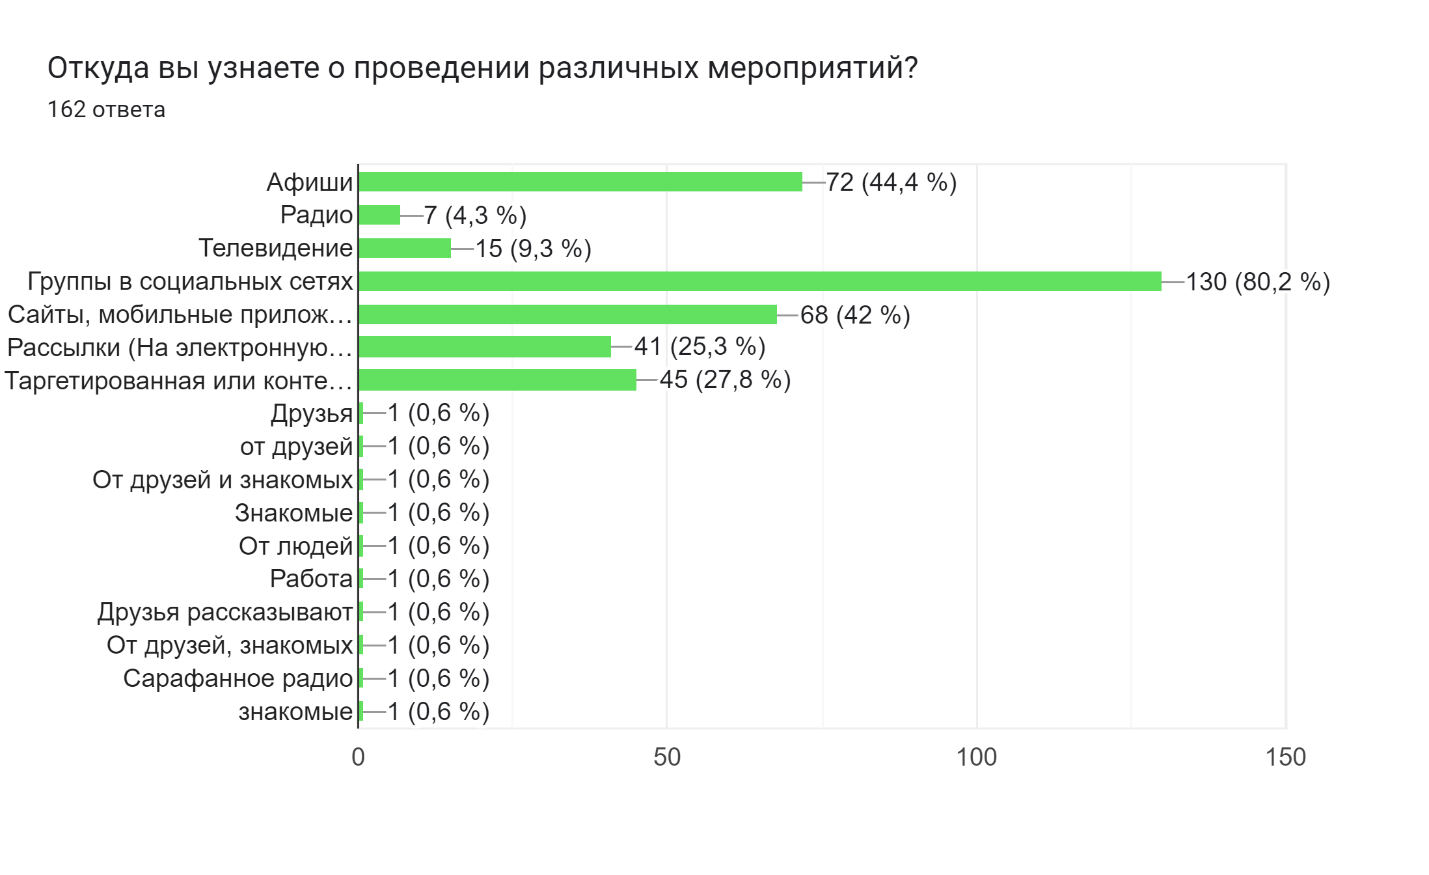 Откуда вы узнаете о проведении различных мероприятий?
162 ответа
Афиши 72 (44,4 %)
Радио 7 (4,3 %)
Телевидение 15 (9,3 %)
Группы в социальных сетях 130 (80,2 %)
Сайты, мобильные прилож… 68 (42 %)
Рассылки (На электронную… 41 (25,3 %)
Таргетированная или конте… 45 (27,8 %)
Друзья 1 (0,6 %)
от друзей 1 (0,6 %)
От друзей и знакомых 1 (0,6 %)
Знакомые 1 (0,6 %)
От людей 1 (0,6 %)
Работа 1 (0,6 %)
Друзья рассказывают 1 (0,6 %)
От друзей, знакомых 1 (0,6 %)
Сарафанное радио 1 (0,6 %)
знакомые 1 (0,6 %)
0 50 100 150